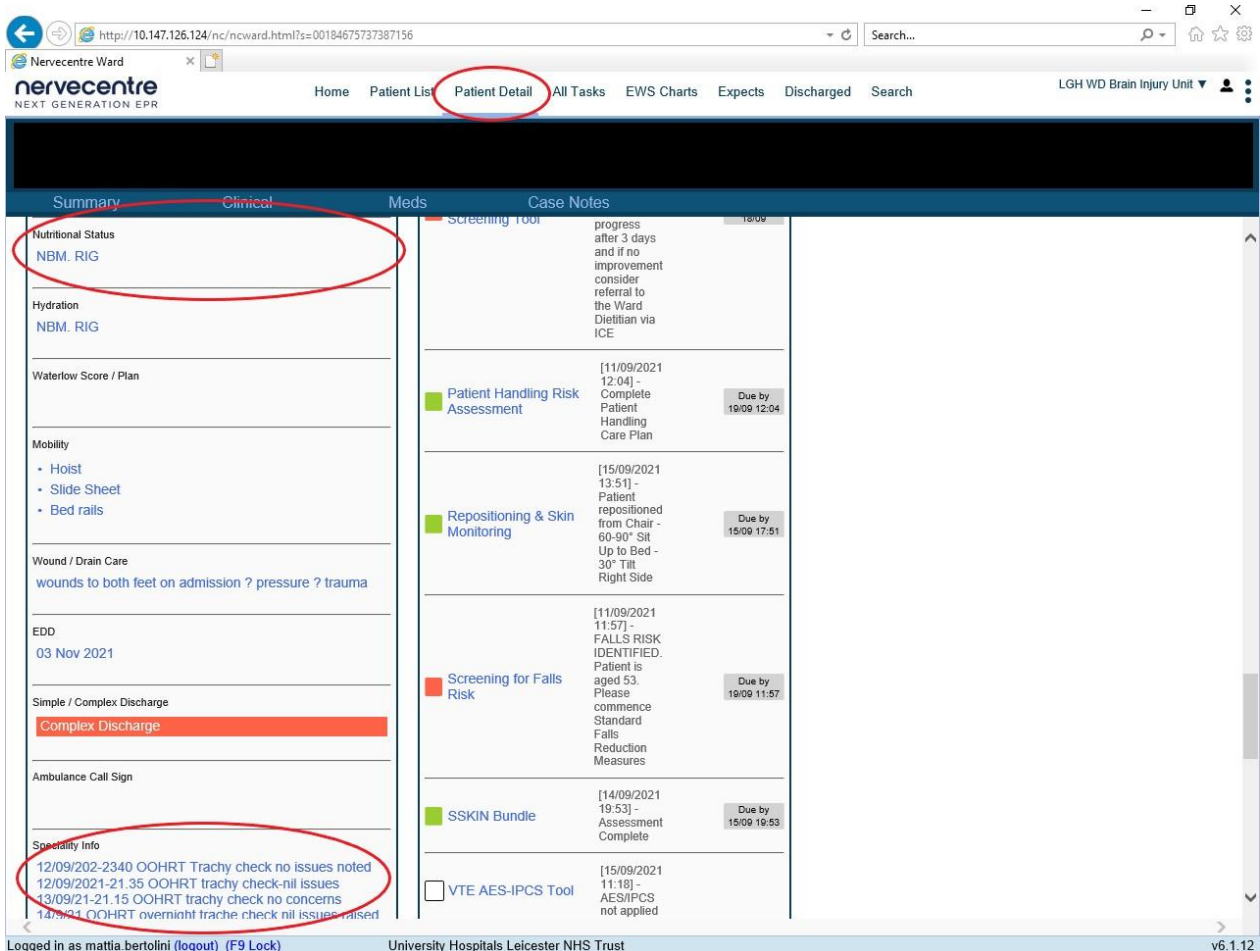 http://10.147.126.124/nc/ncward.html?s=00184675737387156
Search...
Nervecentre Ward
nervecentre
NEXT GENERATION EPR
Home Patient List Patient Detail All Tasks EWS Charts Expects Discharged Search
LGH WD Brain Injury Unit
Summary Clinical Meds Case Notes
Nutritional Status
NBM. RIG
Hydration
NBM. RIG
Waterlow Score / Plan
Mobility
• Hoist
• Slide Sheet
• Bed rails
Wound / Drain Care
wounds to both feet on admission ? pressure ? trauma
EDD
03 Nov 2021
Simple / Complex Discharge
Complex Discharge
Ambulance Call Sign
Speciality Info
12/09/202-2340 OOHRT Trachy check no issues noted
12/09/2021-21.35 OOHRT trachy check-nil issues
13/09/21-21.15 OOHRT trachy check no concerns
14/9/21 OOHRT overnight trache check nil issues raised
Screening Tool
progress
after 3 days
and if no
improvement
consider
referral to
the Ward
Dietitian via
ICE
18/09
Patient Handling Risk
Assessment
[11/09/2021
12:04] -
Complete
Patient
Handling
Care Plan
Due by
19/09 12:04
Repositioning & Skin
Monitoring
[15/09/2021
13:51] -
Patient
repositioned
from Chair -
60-90° Sit
Up to Bed -
30° Tilt
Right Side
Due by
15/09 17:51
Screening for Falls
Risk
[11/09/2021
11:57] -
FALLS RISK
IDENTIFIED.
Patient is
aged 53.
Please
commence
Standard
Falls
Reduction
Measures
Due by
19/09 11:57
SSKIN Bundle
[14/09/2021
19:53] -
Assessment
Complete
Due by
15/09 19:53
VTE AES-IPCS Tool
[15/09/2021
11:18] -
AES/IPCS
not applied
Logged in as mattia.bertolini (logout) (F9 Lock)
University Hospitals Leicester NHS Trust
v6.1.12